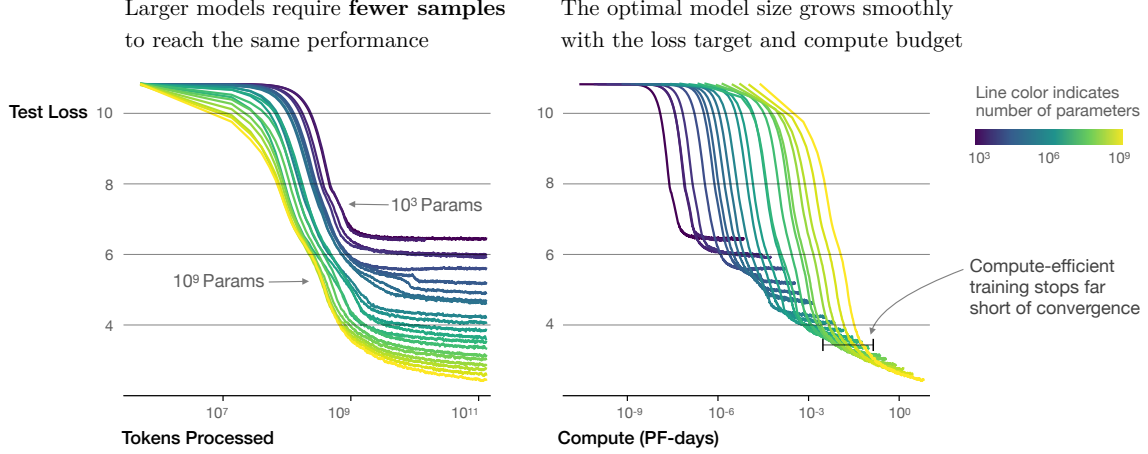 Larger models require fewer samples
to reach the same performance
The optimal model size grows smoothly
with the loss target and compute budget
Test Loss
10
8
6
4
10³ Params
10⁹ Params
10⁷
10⁹
10¹¹
Tokens Processed
10
8
6
4
10⁻⁹
10⁻⁶
10⁻³
10⁰
Compute (PF-days)
Line color indicates
number of parameters
10³
10⁶
10⁹
Compute-efficient
training stops far
short of convergence